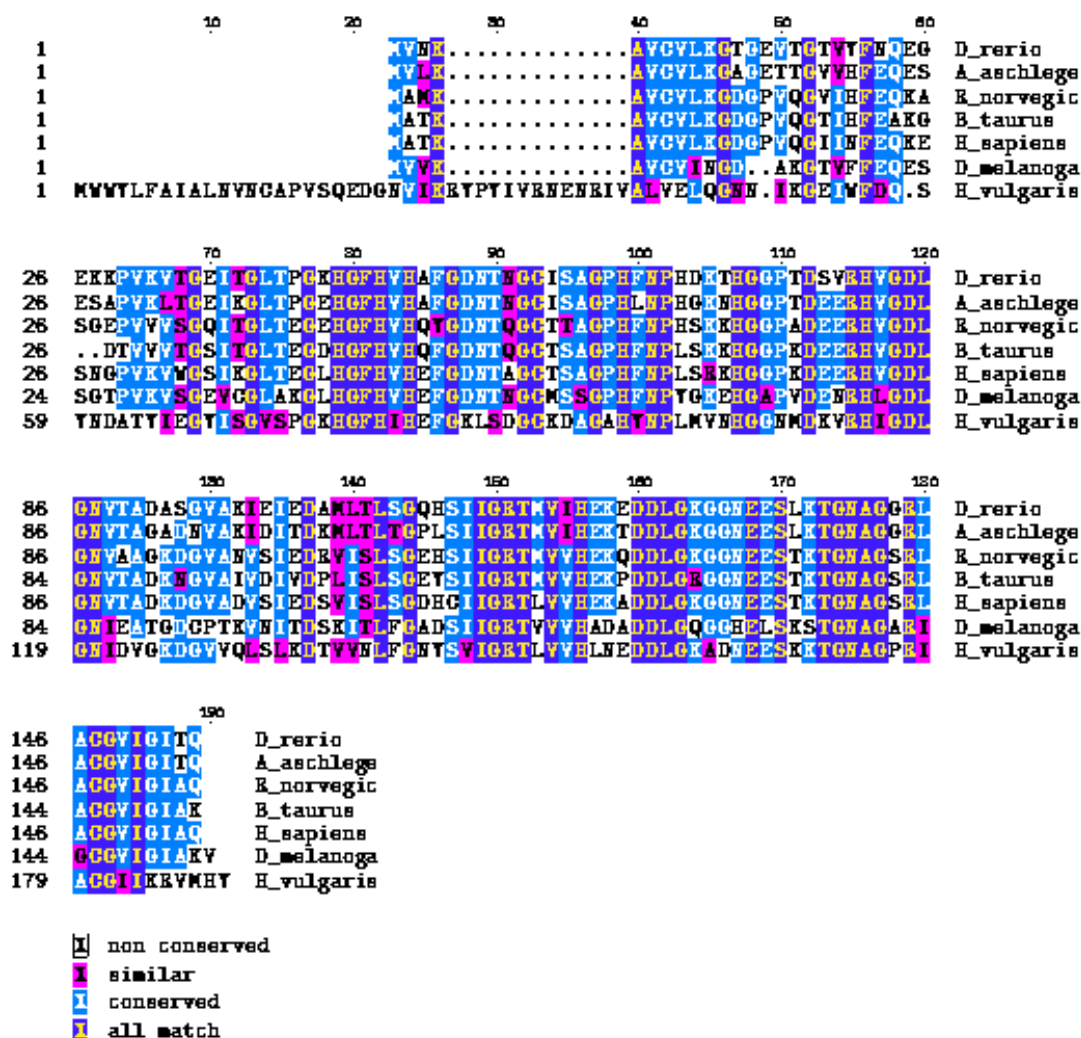 10 20 30 40 50 60
1 MVNK.............AVCVLKGTGEVTGTVYFNQEG D_rerio
1 MVLK.............AVCVLKGAGETTGVVHFEQES A_aschlege
1 MAMK.............AVCVLKGDGPVQGVIHFEQKA R_norvegic
1 MATK.............AVCVLKGDGPVQGTIHFEAKG B_taurus
1 MATK.............AVCVLKGDGPVQGIINFEQKE H_sapiens
1 MVVK.............AVCVINGD..AKGTVFFEQES D_melanoga
1 MWWYLFAIALNVNCAPVSQEDGNVIKRYPYIVRNENRIVALVELQGNN.IKGEIWFDQ.S H_vulgaris
70 80 90 100 110 120
26 EKKPVKVTGEITGLTPGKHGFHVHAFGDNTNGCISAGPHFNPHDKTHGGPTDSVRHVGDL D_rerio
26 ESAPVKLTGEIKGLTPGEHGFHVHAFGDNTNGCISAGPHLNPHGKNHGGPTDEERHVGDL A_aschlege
26 SGEPVVVSGQITGLTEGEHGFHVHQYGDNTQGCTTAGPHFNPHSKKHGGPADEERHVGDL R_norvegic
26 ..DTVVVTGSITGLTEGDHGFHVHQFGDNTQGCTSAGPHFNPLSKKHGGPKDEERHVGDL B_taurus
26 SNGPVKVWGSIKGLTEGLHGFHVHEFGDNTAGCTSAGPHFNPLSRKHGGPKDEERHVGDL H_sapiens
24 SGTPVKVSGEVCGLAKGLHGFHVHEFGDNTNGCMSSGPHFNPYGKEHGAPVDENRHLGDL D_melanoga
59 YNDATYIEGYISGVSPGKHGFHIHEFGKLSDGCKDAGAHYNPLMVNHGGNMDKVRHIGDL H_vulgaris
130 140 150 160 170 180
86 GNVTADASGVAKIEIEDAMLTLSGQHSIIGRTMVIHEKEDDLGKGGNEESLKTGNAGGRL D_rerio
86 GNVTAGADNVAKIDITDKMLTLTGPLSIIGRTMVIHEKTDDLGKGGNEESLKTGNAGGRL A_aschlege
86 GNVAAGKDGVANVSIEDRVISLSGEHSIIGRTMVVHEKQDDLGKGGNEESTKTGNAGSRL R_norvegic
84 GNVTADKNGVAIVDIVDPLISLSGEYSIIGRTMVVHEKPDDLGRGGNEESTKTGNAGSRL B_taurus
86 GNVTADKDGVADVSIEDSVISLSGDHCIIGRTLVVHEKADDLGKGGNEESTKTGNAGSRL H_sapiens
84 GNIEATGDCPTKVNITDSKITLFGADSIIGRTVVVHADADDLGQGGHELSKSTGNAGARI D_melanoga
119 GNIDVGKDGVVQLSLKDTVVNLFGNYSVIGRTLVVHLNEDDLGKADNEESKKTGNAGPRI H_vulgaris
190
146 ACGVIGITQ D_rerio
146 ACGVIGITQ A_aschlege
146 ACGVIGIAQ R_norvegic
144 ACGVIGIAK B_taurus
146 ACGVIGIAQ H_sapiens
144 GCGVIGIAKV D_melanoga
179 ACGIIKRVMHY H_vulgaris
I non conserved
I similar
I conserved
I all match